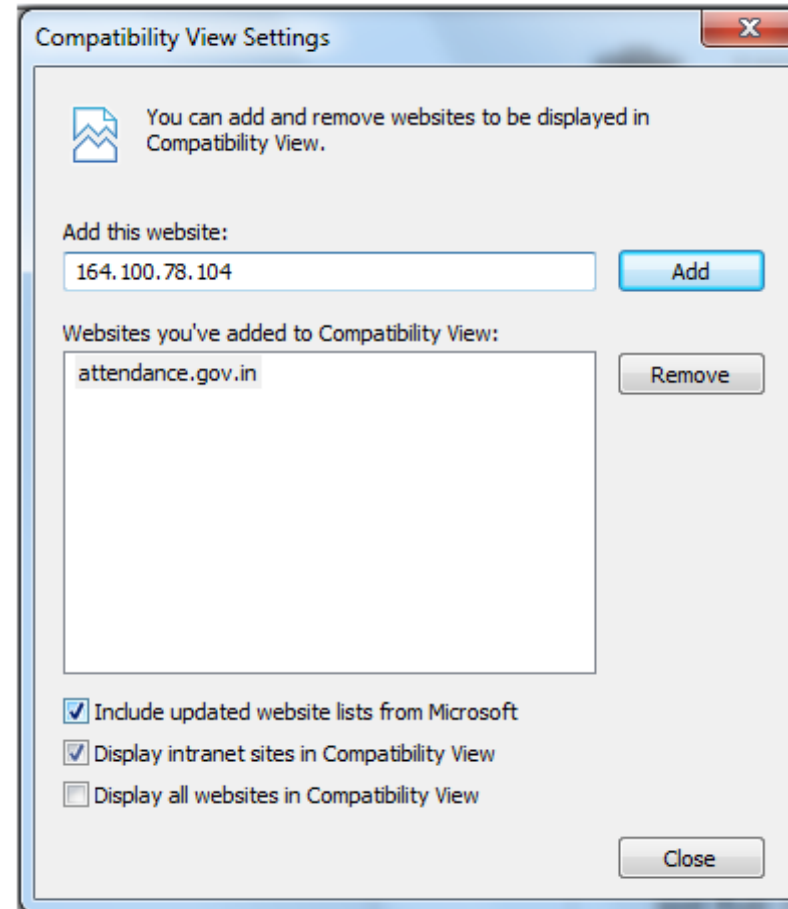 Compatibility View Settings
You can add and remove websites to be displayed in
Compatibility View.
Add this website:
164.100.78.104
Add
Websites you've added to Compatibility View:
attendance.gov.in
Remove
Include updated website lists from Microsoft
Display intranet sites in Compatibility View
Display all websites in Compatibility View
Close